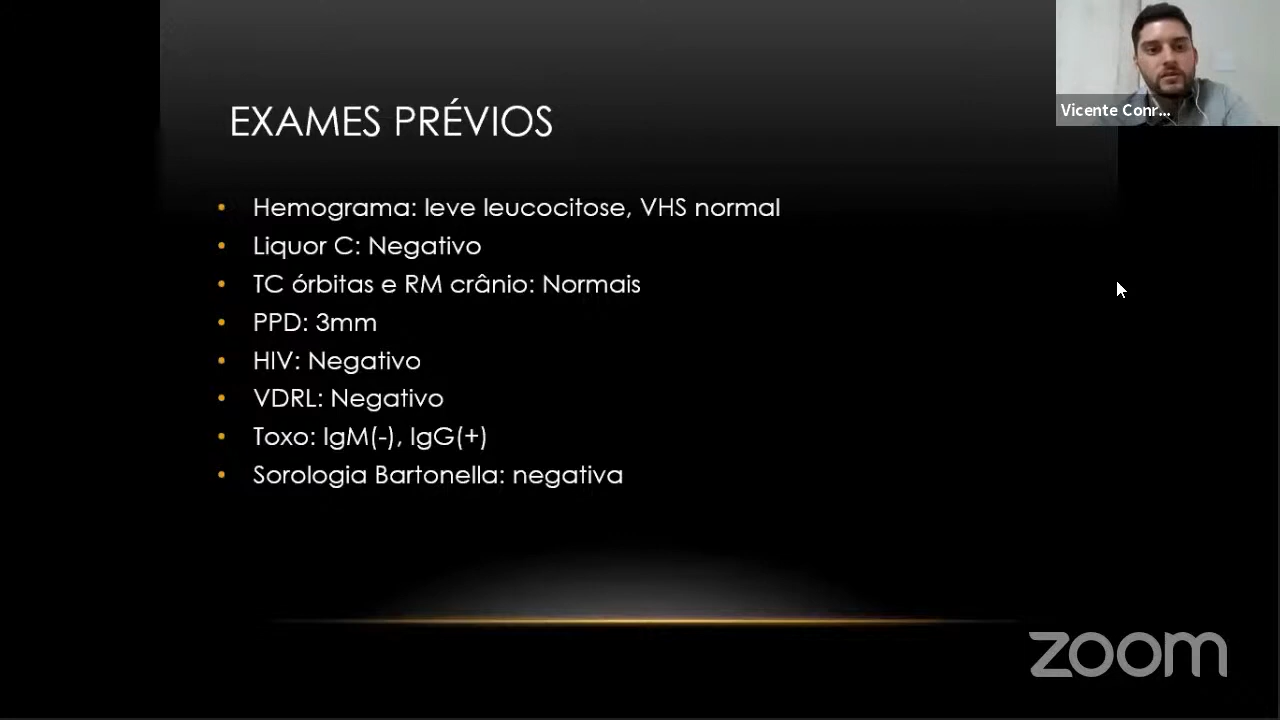 EXAMES PRÉVIOS
Vicente Conr...
• Hemograma: leve leucocitose, VHS normal
• Liquor C: Negativo
• TC órbitas e RM crânio: Normais
• PPD: 3mm
• HIV: Negativo
• VDRL: Negativo
• Toxo: IgM(-), IgG(+)
• Sorologia Bartonella: negativa
zoom